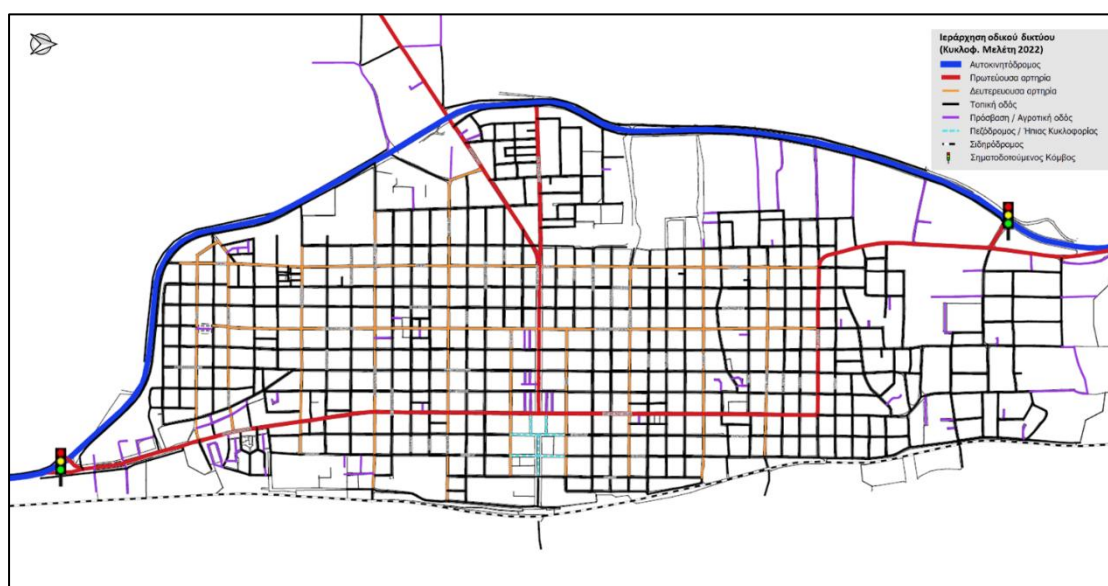 Ιεράρχηση οδικού δικτύου
(Κυκλοφ. Μελέτη 2022)
Αυτοκινητόδρομος
Πρωτεύουσα αρτηρία
Δευτερεύουσα αρτηρία
Τοπική οδός
Πρόσβαση / Αγροτική οδός
Πεζόδρομος / Ήπιας Κυκλοφορίας
Σιδηρόδρομος
Σηματοδοτούμενος Κόμβος